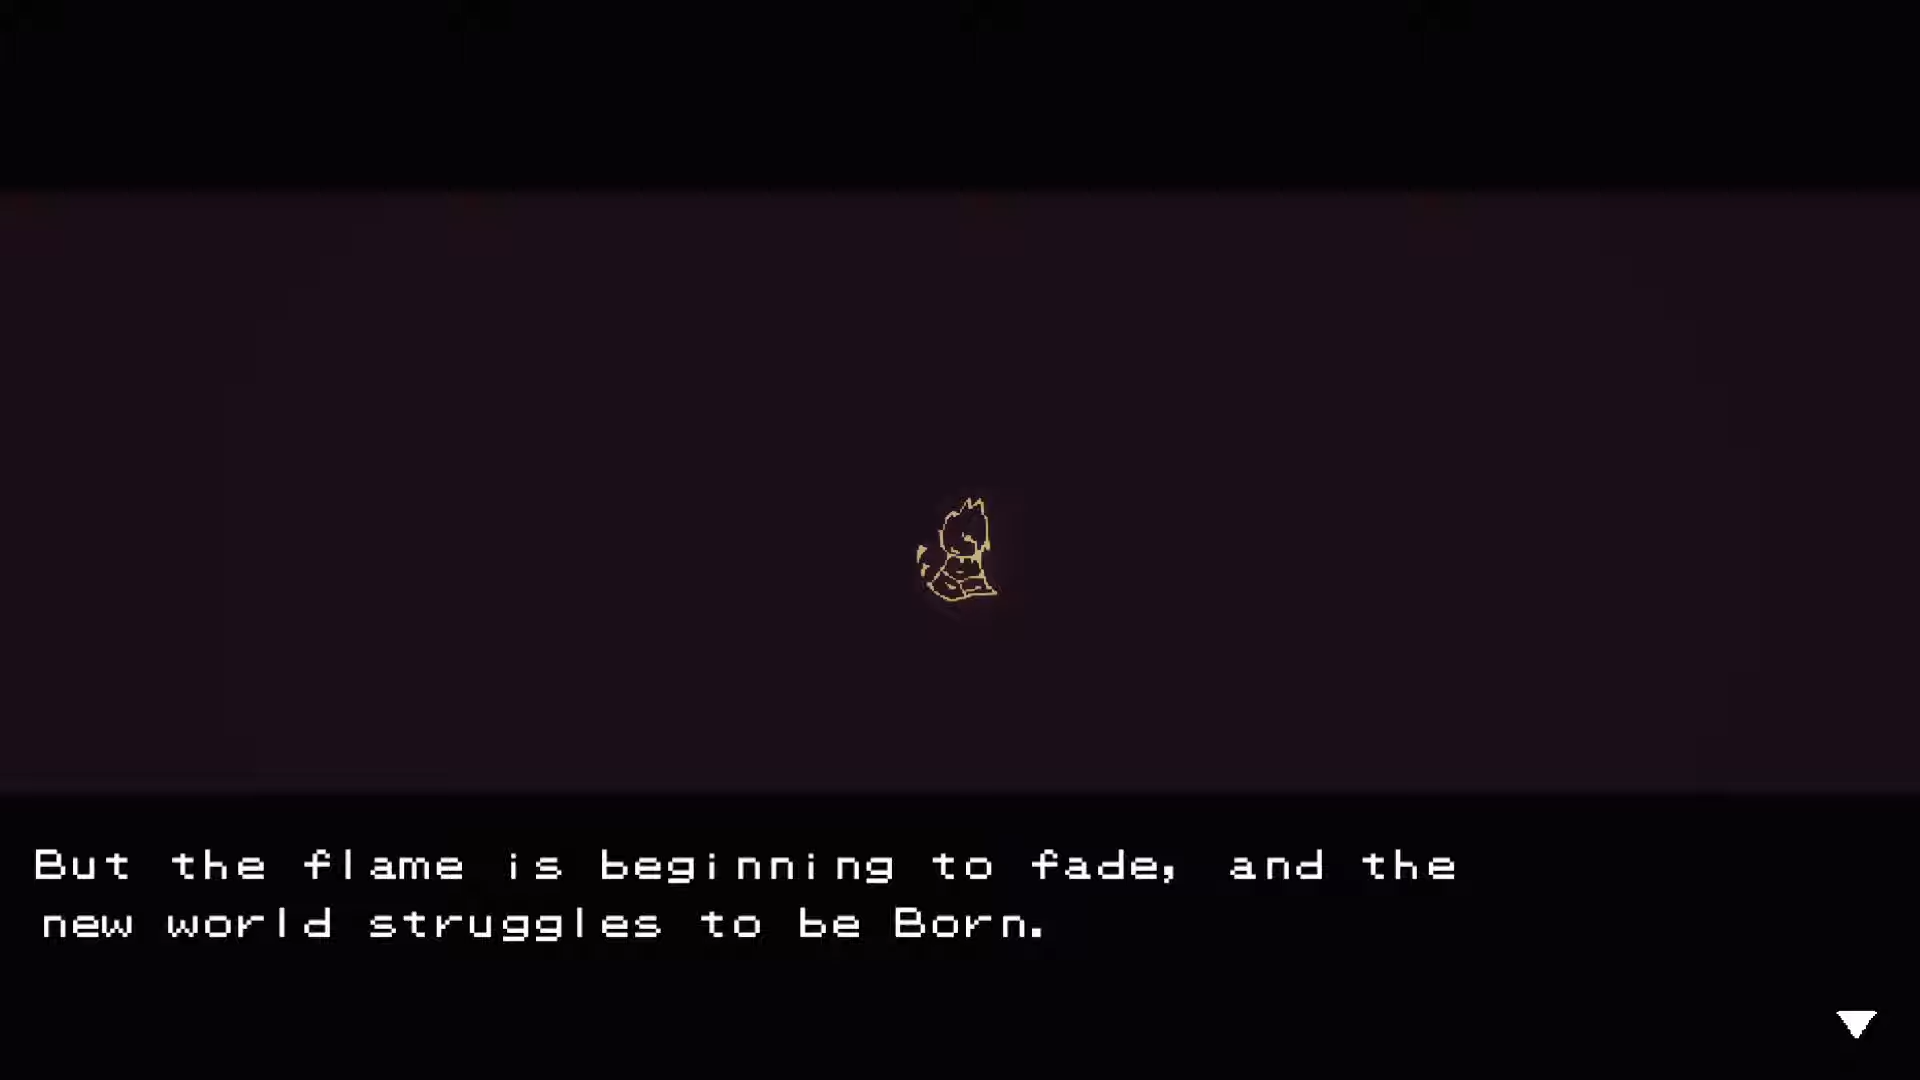 But the flame is beginning to fade, and the
new world struggles to be Born.